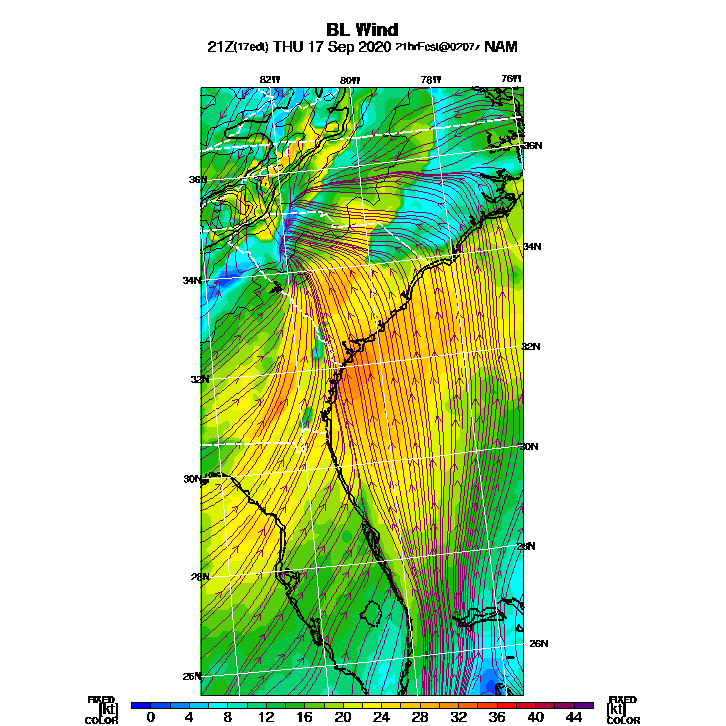 BL Wind
21Z(17edt) THU 17 Sep 2020 21hrFcst@0207z NAM
82W 80W 78W 76W
36N
36N
34N
34N
32N
32N
30N
30N
28N
28N
26N
26N
FIXED FIXED
[kt] 0 4 8 12 16 20 24 28 32 36 40 44 [kt]
COLOR COLOR